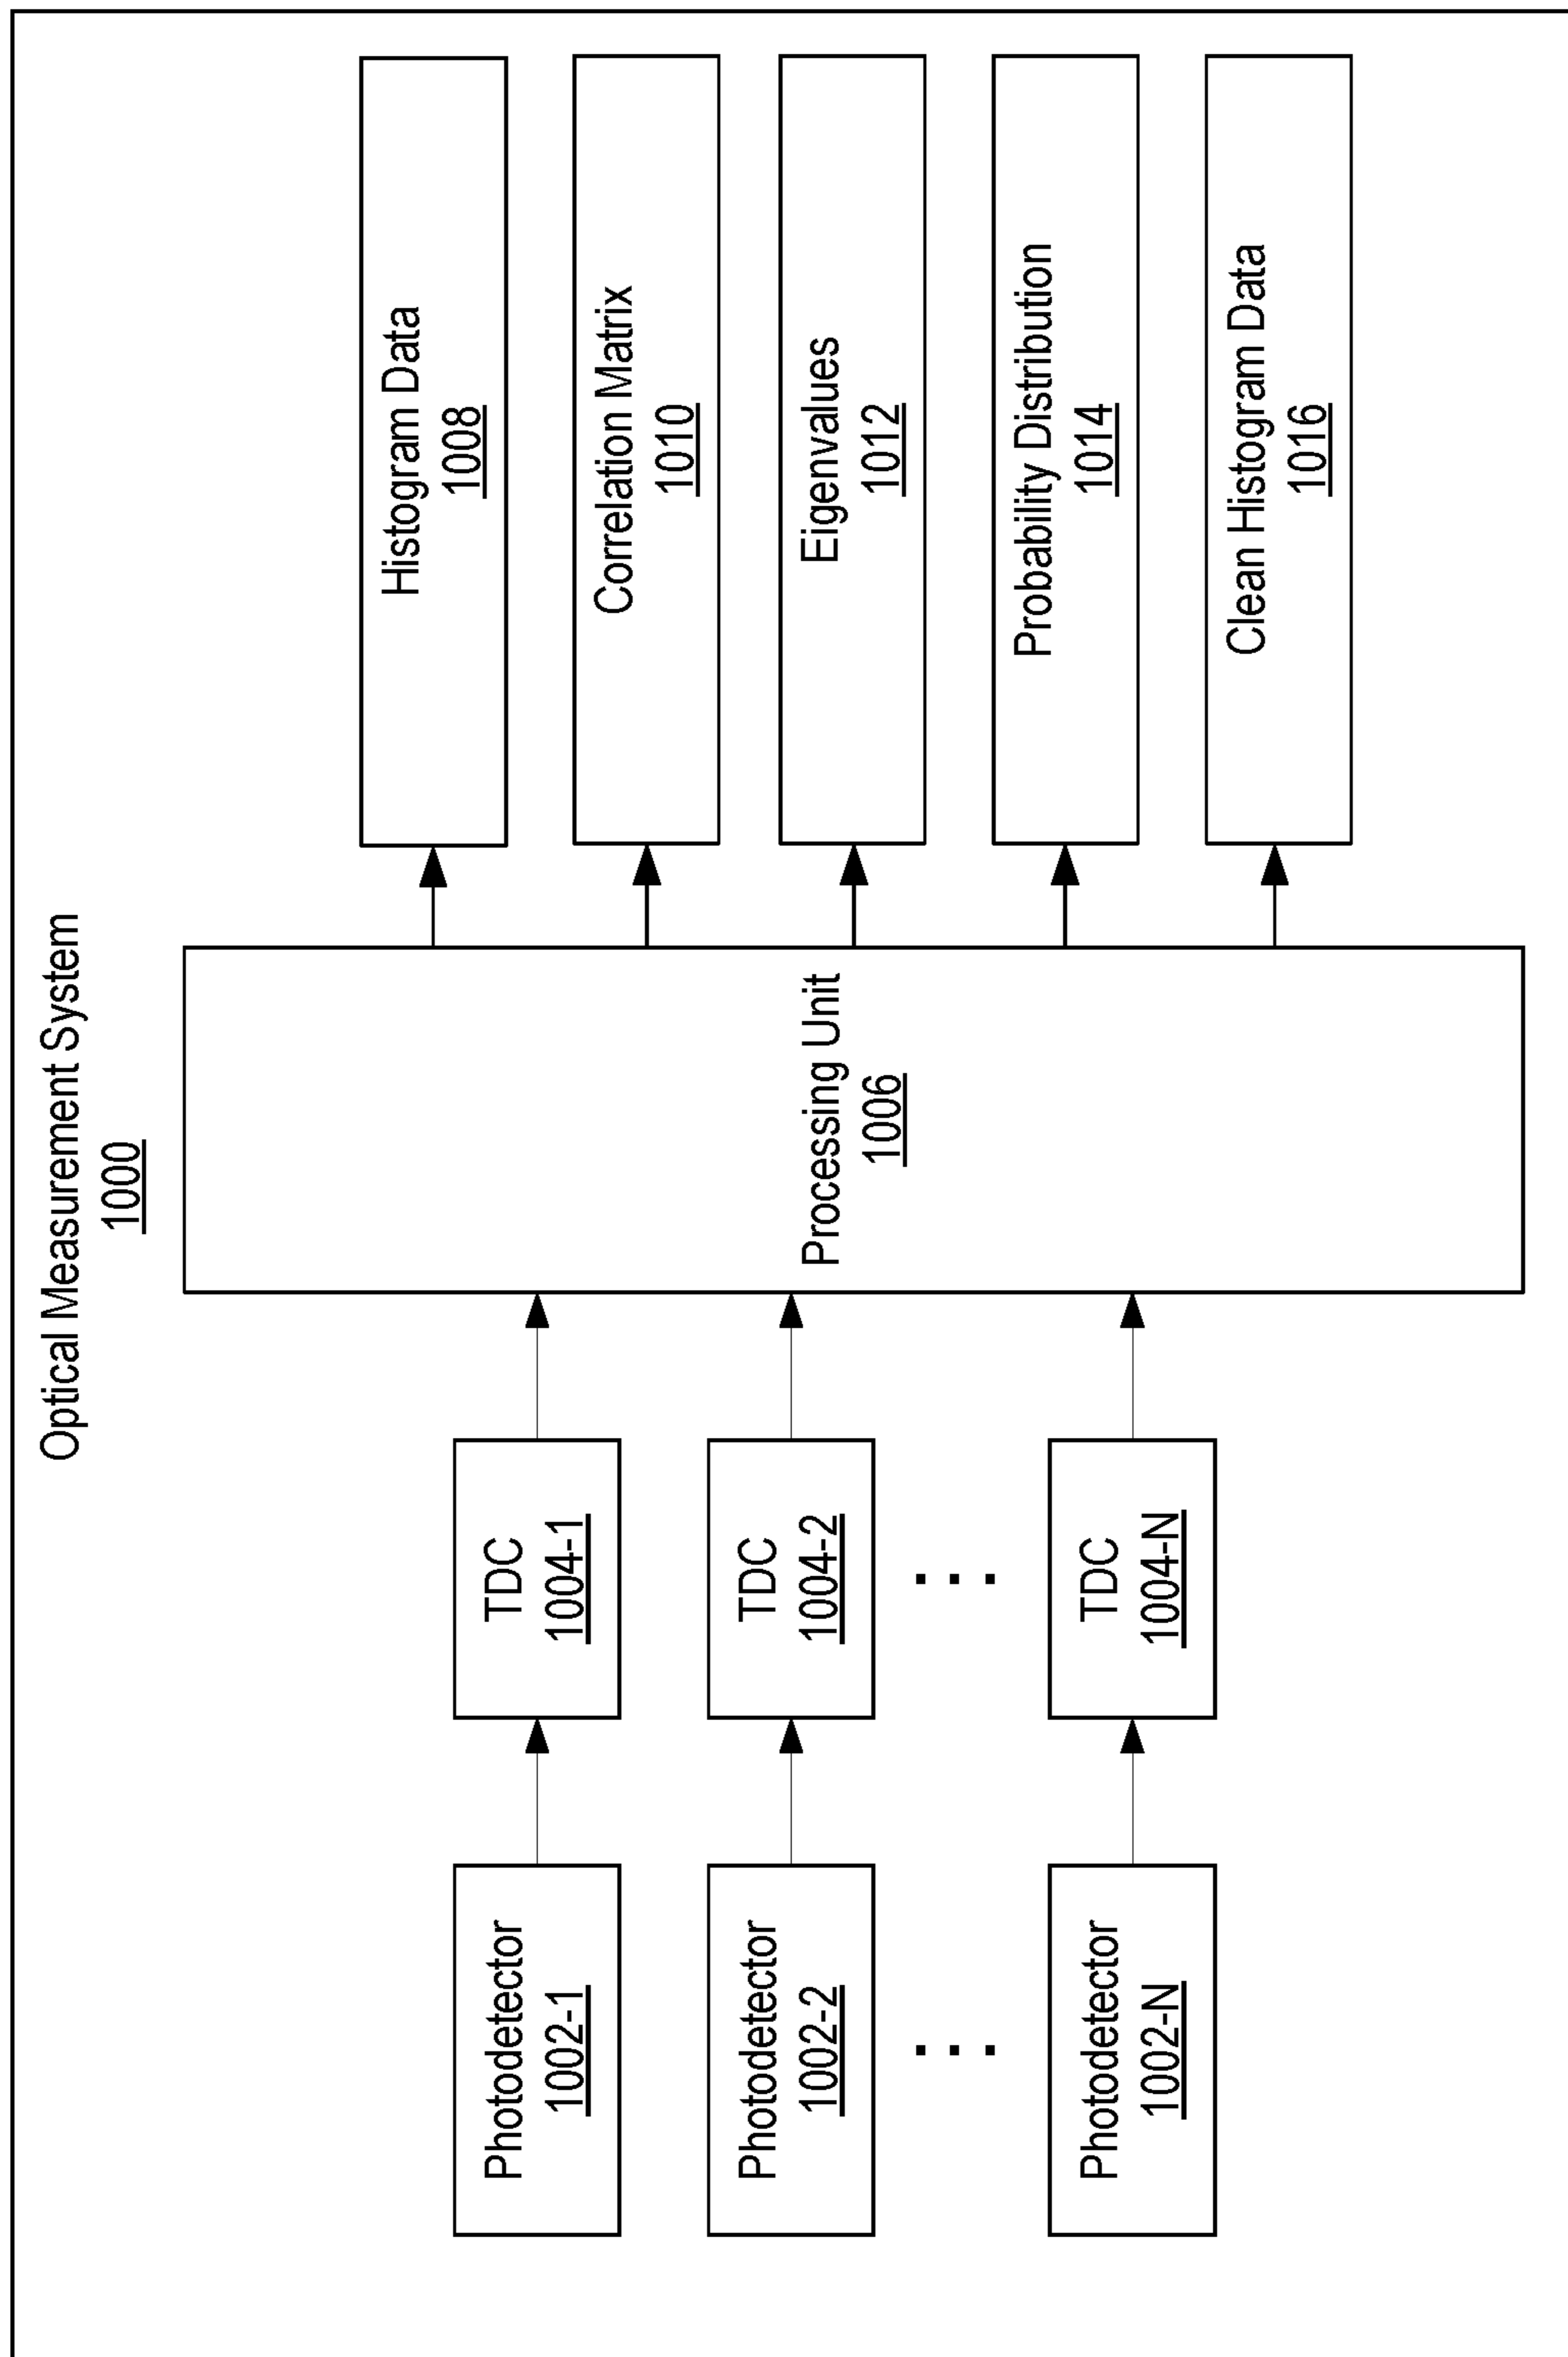 Optical Measurement System
1000
Photodetector
1002-1
TDC
1004-1
Photodetector
1002-2
TDC
1004-2
. . .
. . .
Photodetector
1002-N
TDC
1004-N
Processing Unit
1006
Histogram Data
1008
Correlation Matrix
1010
Eigenvalues
1012
Probability Distribution
1014
Clean Histogram Data
1016